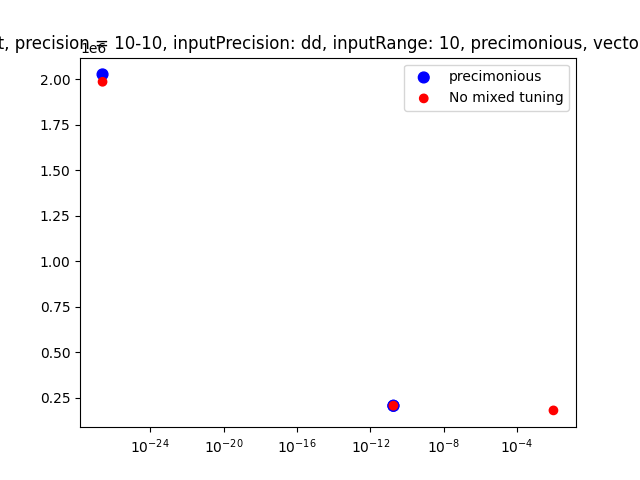 t, precision = 10-10, inputPrecision: dd, inputRange: 10, precimonious, vecto
1e6
precimonious
No mixed tuning
2.00
1.75
1.50
1.25
1.00
0.75
0.50
0.25
10^{-24} 10^{-20} 10^{-16} 10^{-12} 10^{-8} 10^{-4}